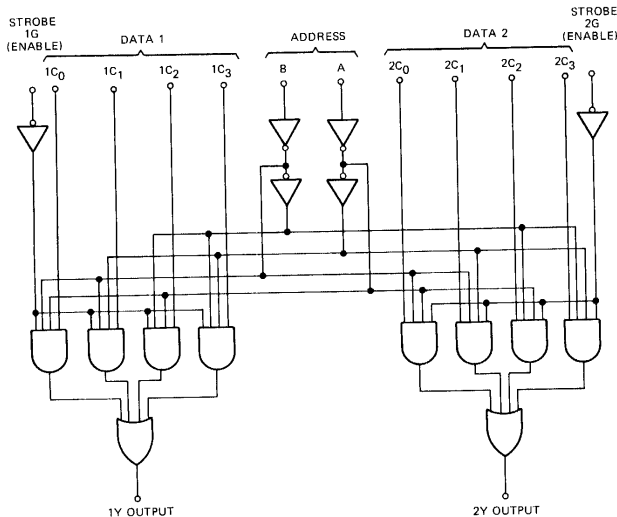 STROBE
1G
(ENABLE)
DATA 1
ADDRESS
DATA 2
STROBE
2G
(ENABLE)
1C0
1C1
1C2
1C3
B
A
2C0
2C1
2C2
2C3
1Y OUTPUT
2Y OUTPUT